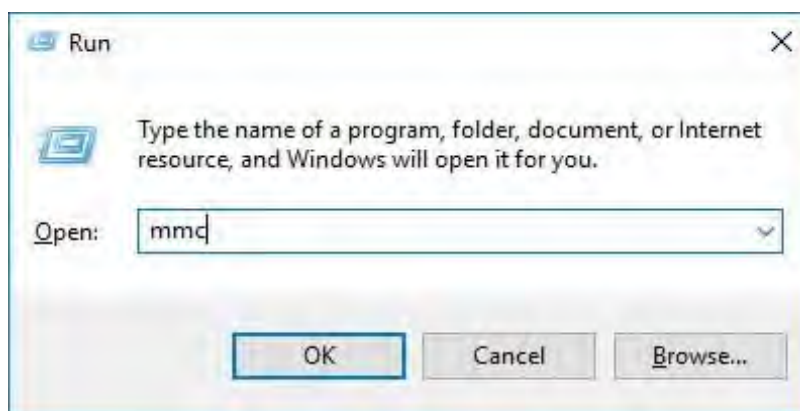 Run
Type the name of a program, folder, document, or Internet
resource, and Windows will open it for you.
Open: mmc
OK Cancel Browse...